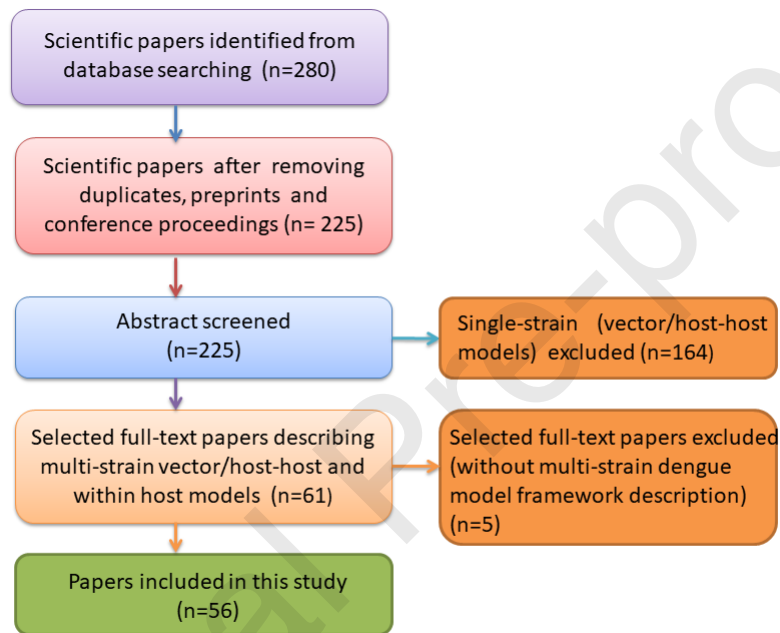 Scientific papers identified from
database searching (n=280)
Scientific papers after removing
duplicates, preprints and
conference proceedings (n= 225)
Abstract screened
(n=225)
Single-strain (vector/host-host
models) excluded (n=164)
Selected full-text papers describing
multi-strain vector/host-host and
within host models (n=61)
Selected full-text papers excluded
(without multi-strain dengue
model framework description)
(n=5)
Papers included in this study
(n=56)
al Pre-pro